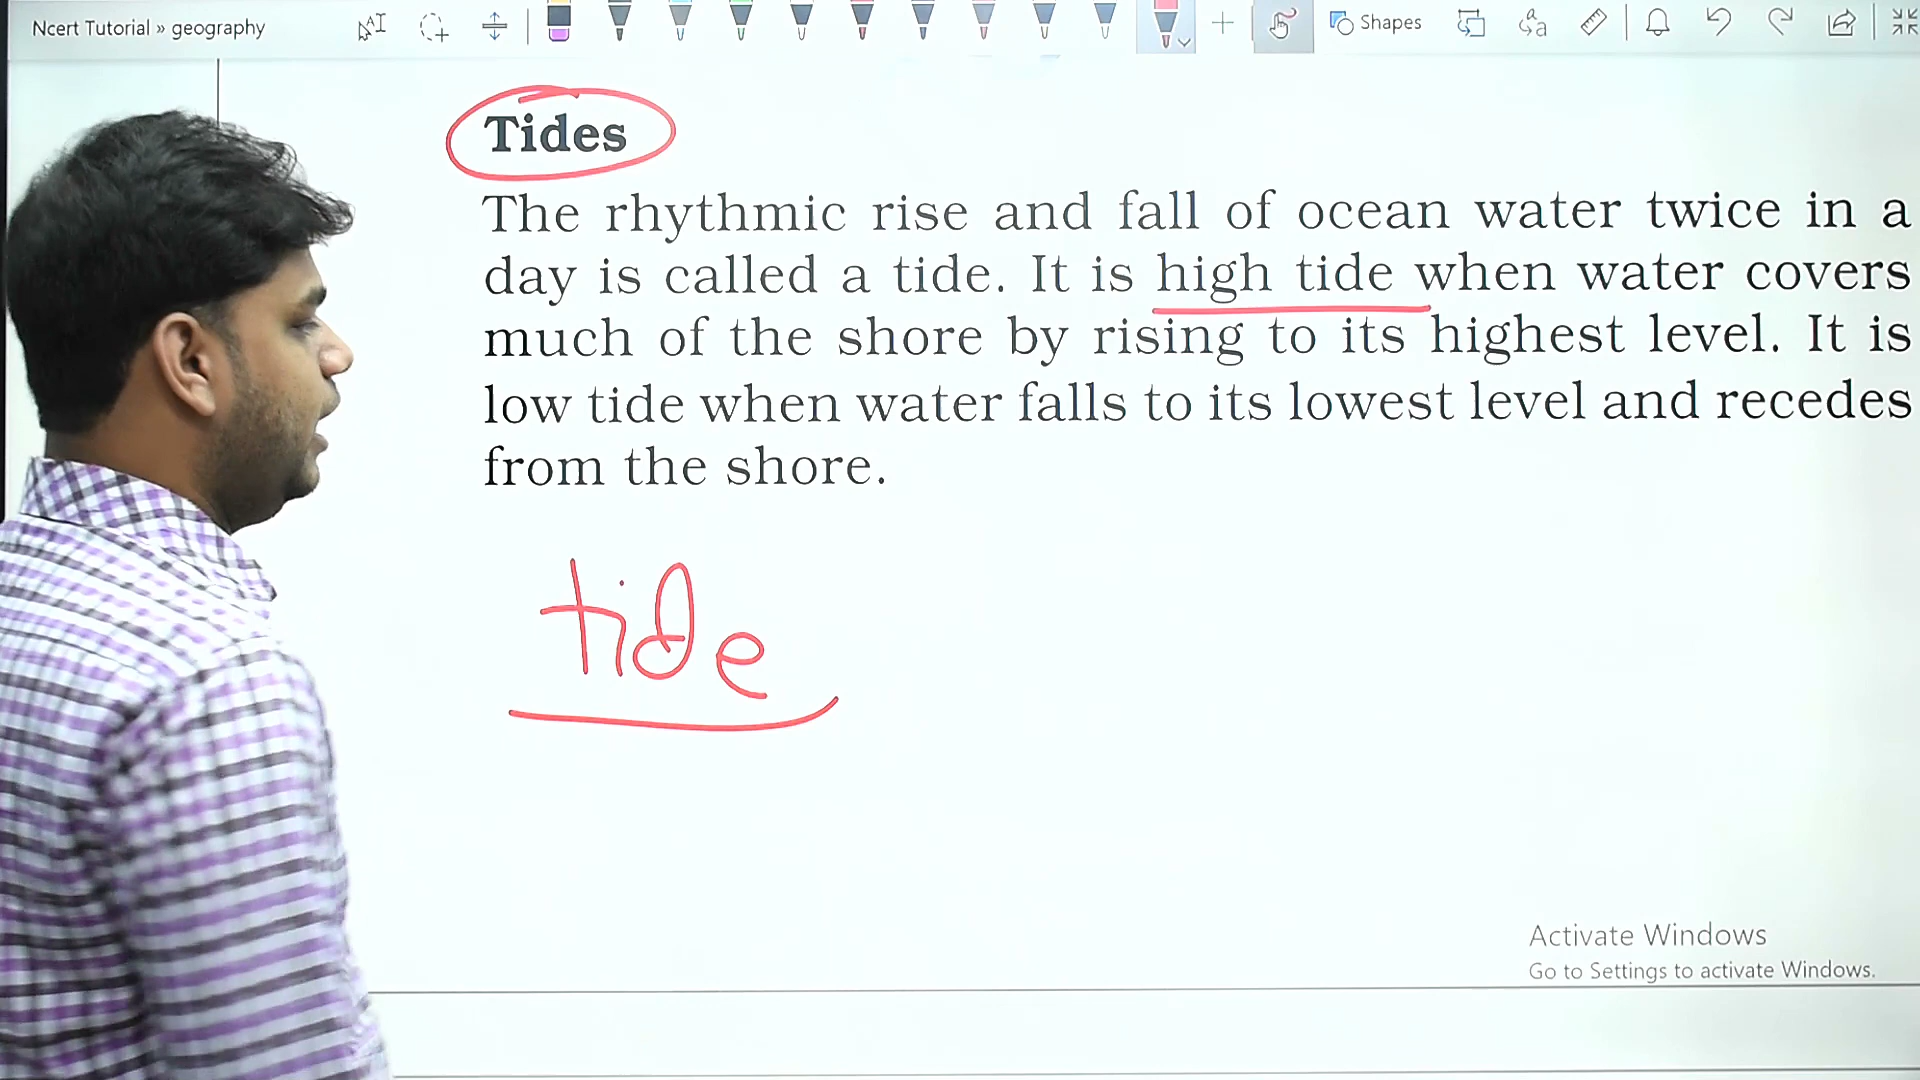 Ncert Tutorial » geography
Shapes
Tides
The rhythmic rise and fall of ocean water twice in a
day is called a tide. It is high tide when water covers
much of the shore by rising to its highest level. It is
low tide when water falls to its lowest level and recedes
from the shore.
tide
Activate Windows
Go to Settings to activate Windows.